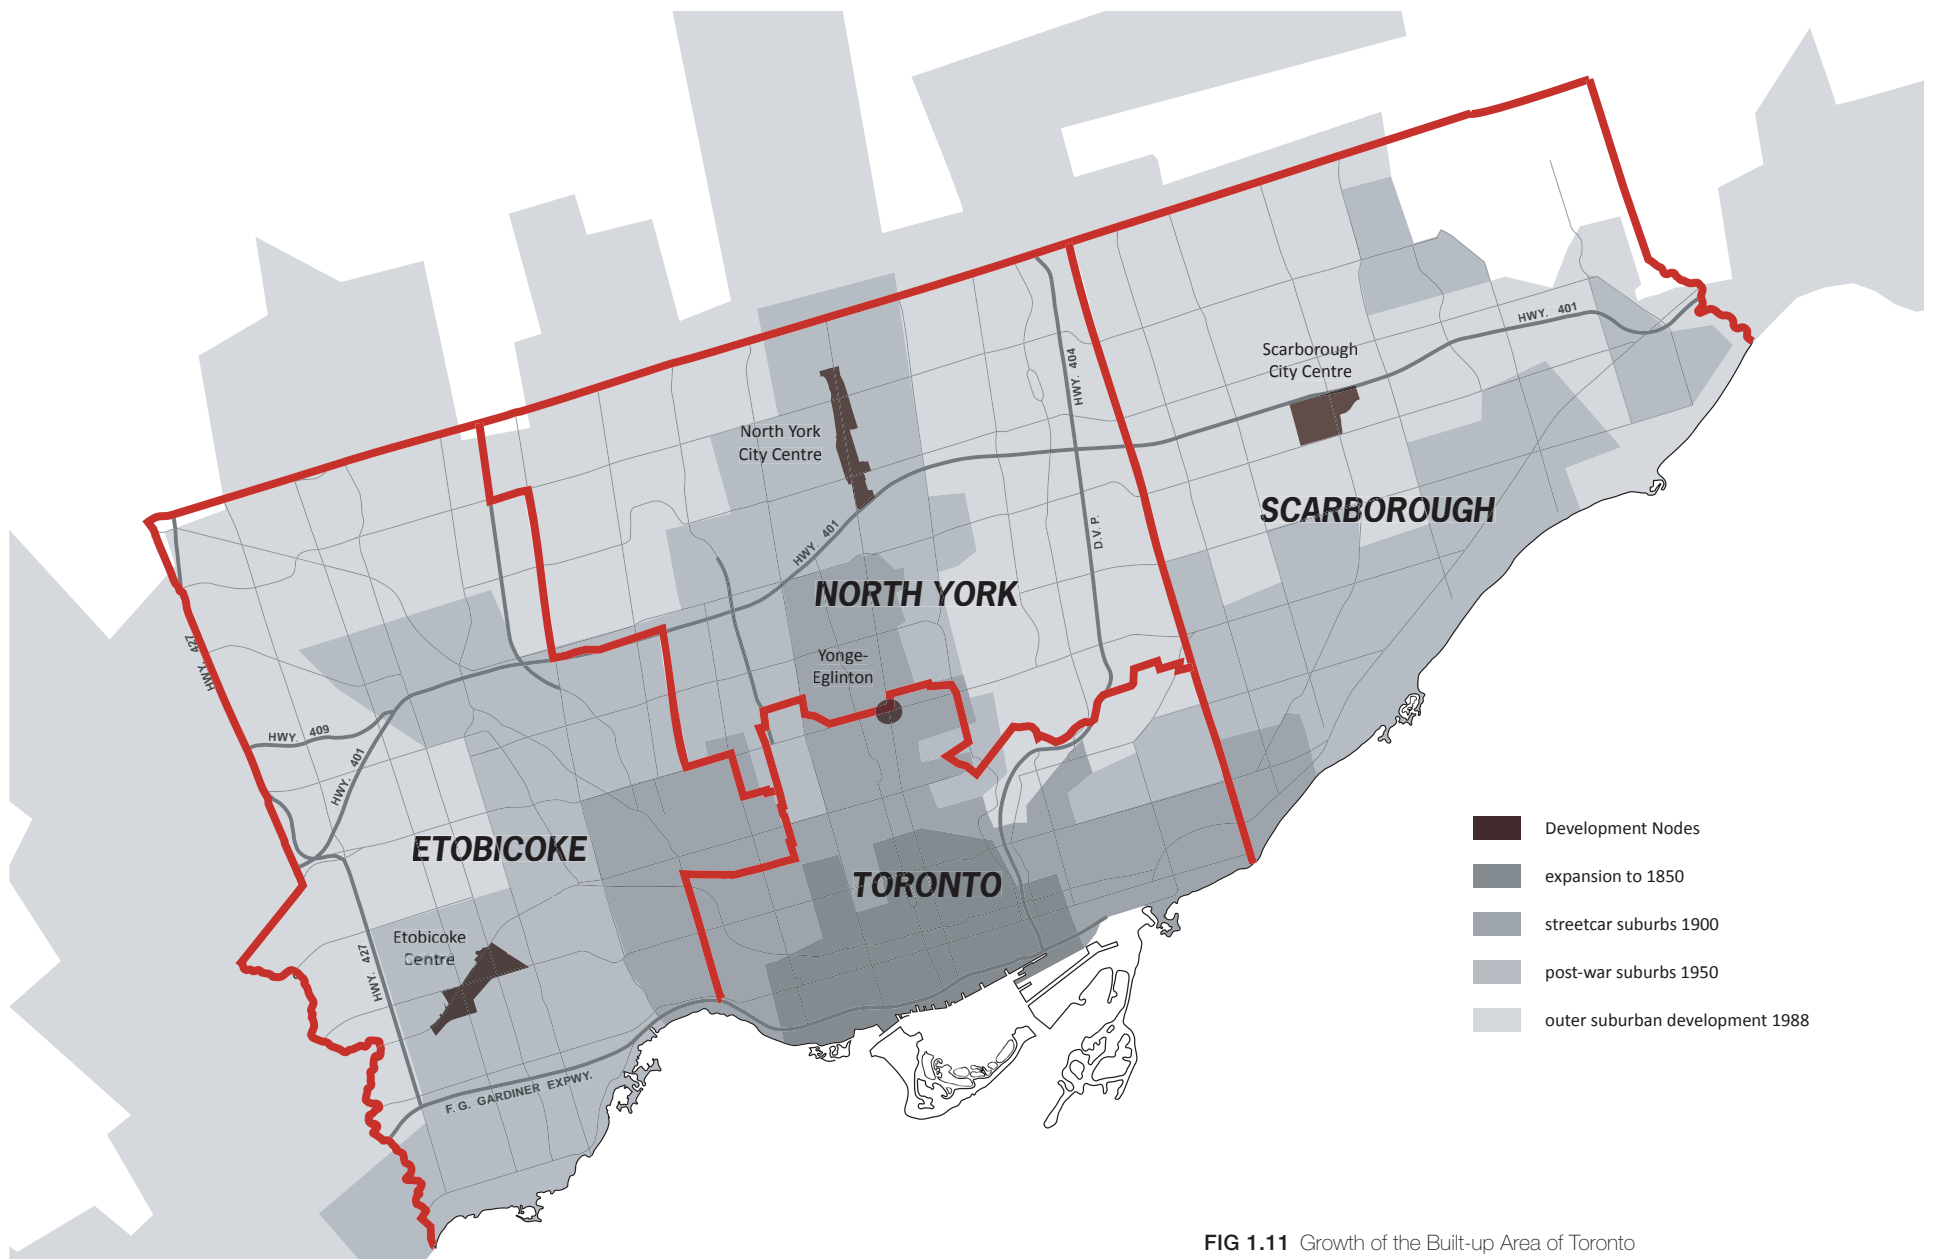 Scarborough
City Centre
HWY. 401
HWY. 404
North York
City Centre
SCARBOROUGH
HWY. 401
D.V.P.
NORTH YORK
HWY. 427
Yonge-
Eglinton
HWY. 409
HWY. 401
ETOBICOKE
TORONTO
Etobicoke
Centre
HWY. 427
F. G. GARDINER EXPWY.
Development Nodes
expansion to 1850
streetcar suburbs 1900
post-war suburbs 1950
outer suburban development 1988
FIG 1.11 Growth of the Built-up Area of Toronto